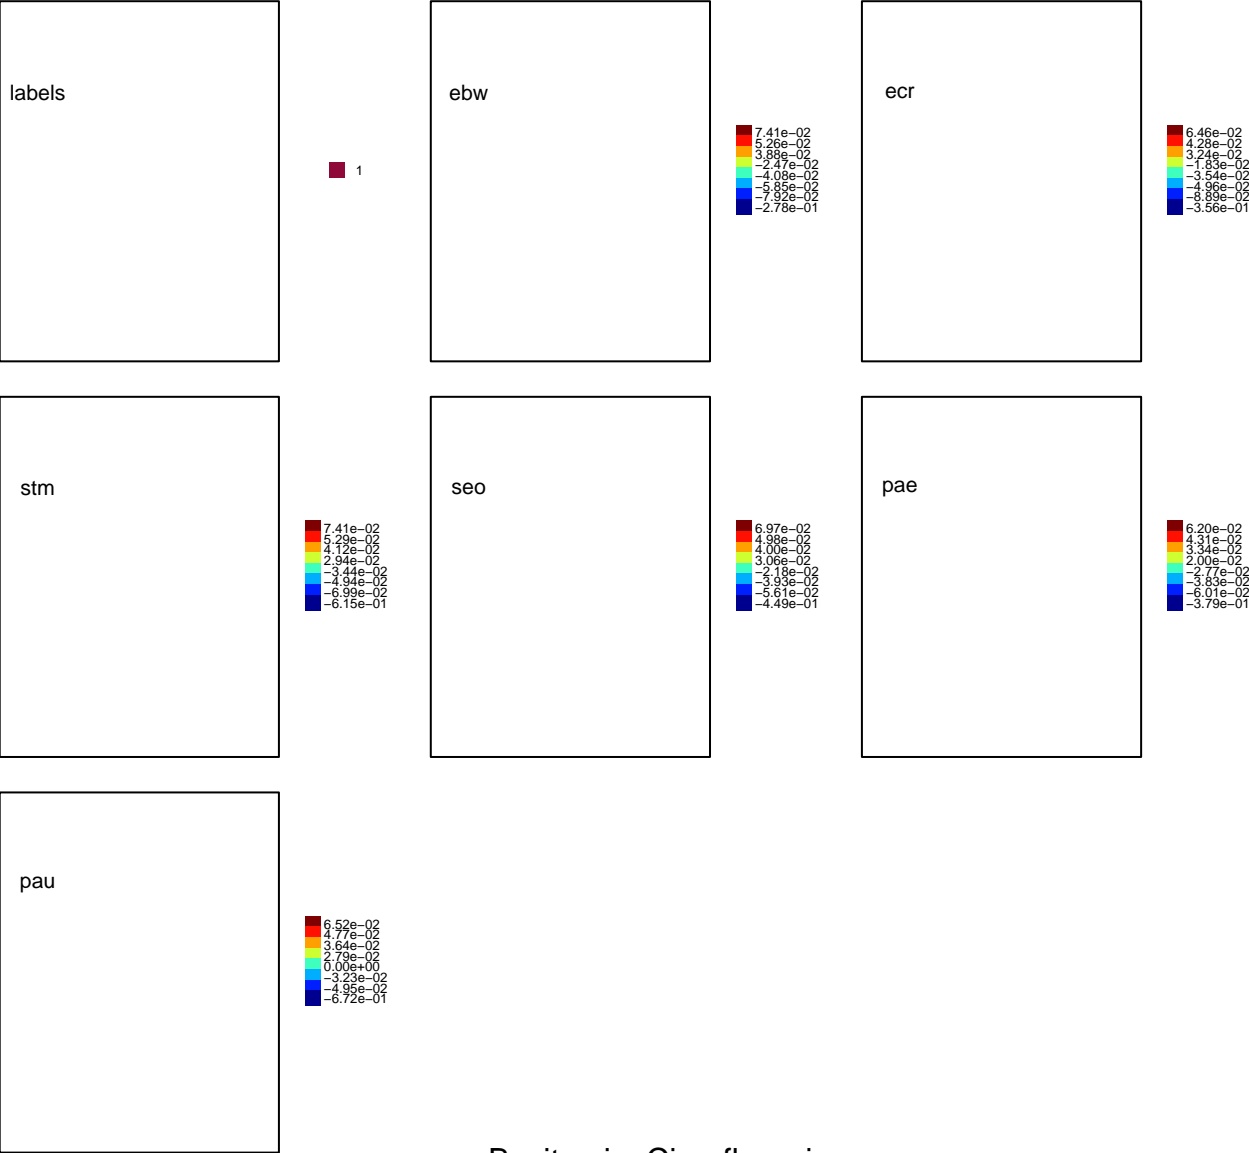 labels
1
ebw
7.41e−02
5.26e−02
3.88e−02
−2.47e−02
−4.08e−02
−5.85e−02
−7.92e−02
−2.78e−01
ecr
6.46e−02
4.28e−02
3.24e−02
−1.83e−02
−3.54e−02
−4.96e−02
−8.89e−02
−3.56e−01
stm
7.41e−02
5.29e−02
4.12e−02
2.94e−02
−3.44e−02
−4.94e−02
−6.99e−02
−6.15e−01
seo
6.97e−02
4.98e−02
4.00e−02
3.06e−02
−2.18e−02
−3.93e−02
−5.61e−02
−4.49e−01
pae
6.20e−02
4.31e−02
3.34e−02
2.00e−02
−2.77e−02
−3.83e−02
−6.01e−02
−3.79e−01
pau
6.52e−02
4.77e−02
3.64e−02
2.79e−02
0.00e+00
−3.23e−02
−4.95e−02
−6.72e−01